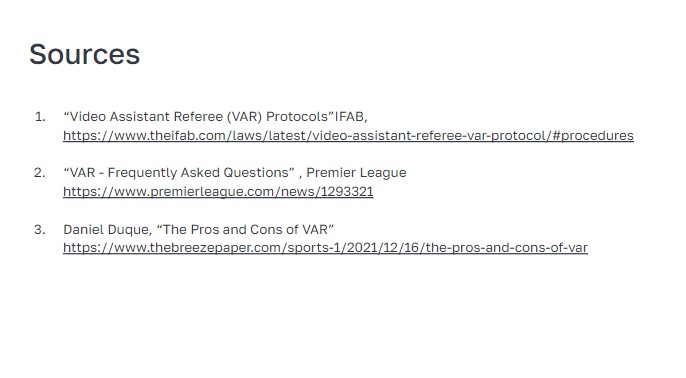 Sources
1. “Video Assistant Referee (VAR) Protocols”IFAB,
https://www.theifab.com/laws/latest/video-assistant-referee-var-protocol/#procedures
2. “VAR - Frequently Asked Questions” , Premier League
https://www.premierleague.com/news/1293321
3. Daniel Duque, “The Pros and Cons of VAR”
https://www.thebreezepaper.com/sports-1/2021/12/16/the-pros-and-cons-of-var